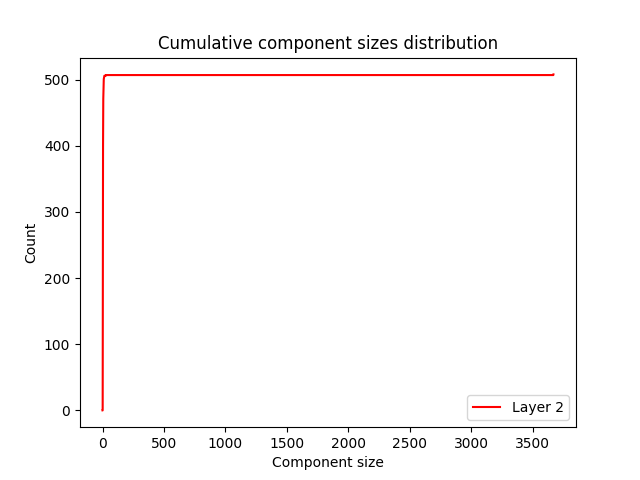 Cumulative component sizes distribution
500
400
300
200
100
0
Count
0 500 1000 1500 2000 2500 3000 3500
Component size
Layer 2